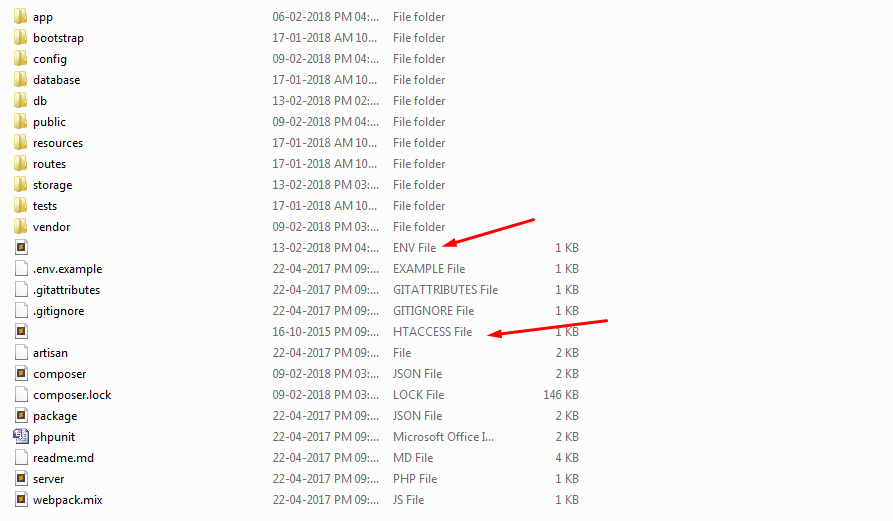 app 06-02-2018 PM 04:... File folder
bootstrap 17-01-2018 AM 10... File folder
config 09-02-2018 PM 04:... File folder
database 17-01-2018 AM 10... File folder
db 13-02-2018 PM 02:... File folder
public 09-02-2018 PM 04:... File folder
resources 17-01-2018 AM 10... File folder
routes 17-01-2018 AM 10... File folder
storage 13-02-2018 PM 03:... File folder
tests 17-01-2018 AM 10... File folder
vendor 09-02-2018 PM 03:... File folder
13-02-2018 PM 04:... ENV File 1 KB
.env.example 22-04-2017 PM 09:... EXAMPLE File 1 KB
.gitattributes 22-04-2017 PM 09:... GITATTRIBUTES File 1 KB
.gitignore 22-04-2017 PM 09:... GITIGNORE File 1 KB
16-10-2015 PM 09:... HTACCESS File 1 KB
artisan 22-04-2017 PM 09:... File 2 KB
composer 09-02-2018 PM 03:... JSON File 2 KB
composer.lock 09-02-2018 PM 03:... LOCK File 146 KB
package 22-04-2017 PM 09:... JSON File 2 KB
phpunit 22-04-2017 PM 09:... Microsoft Office I... 2 KB
readme.md 22-04-2017 PM 09:... MD File 4 KB
server 22-04-2017 PM 09:... PHP File 1 KB
webpack.mix 22-04-2017 PM 09:... JS File 1 KB